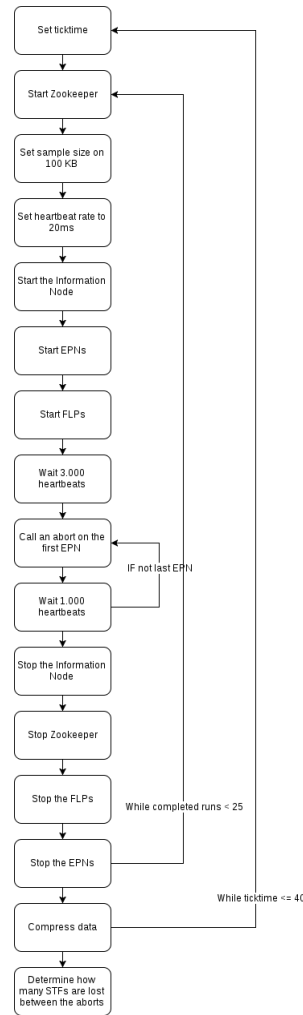 Set ticktime
Start Zookeeper
Set sample size on
100 KB
Set heartbeat rate to
20ms
Start the Information
Node
Start EPNs
Start FLPs
Wait 3.000
heartbeats
Call an abort on the
first EPN
IF not last EPN
Wait 1.000
heartbeats
Stop the Information
Node
Stop Zookeeper
Stop the FLPs
While completed runs < 25
Stop the EPNs
While ticktime <= 40
Compress data
Determine how
many STFs are lost
between the aborts